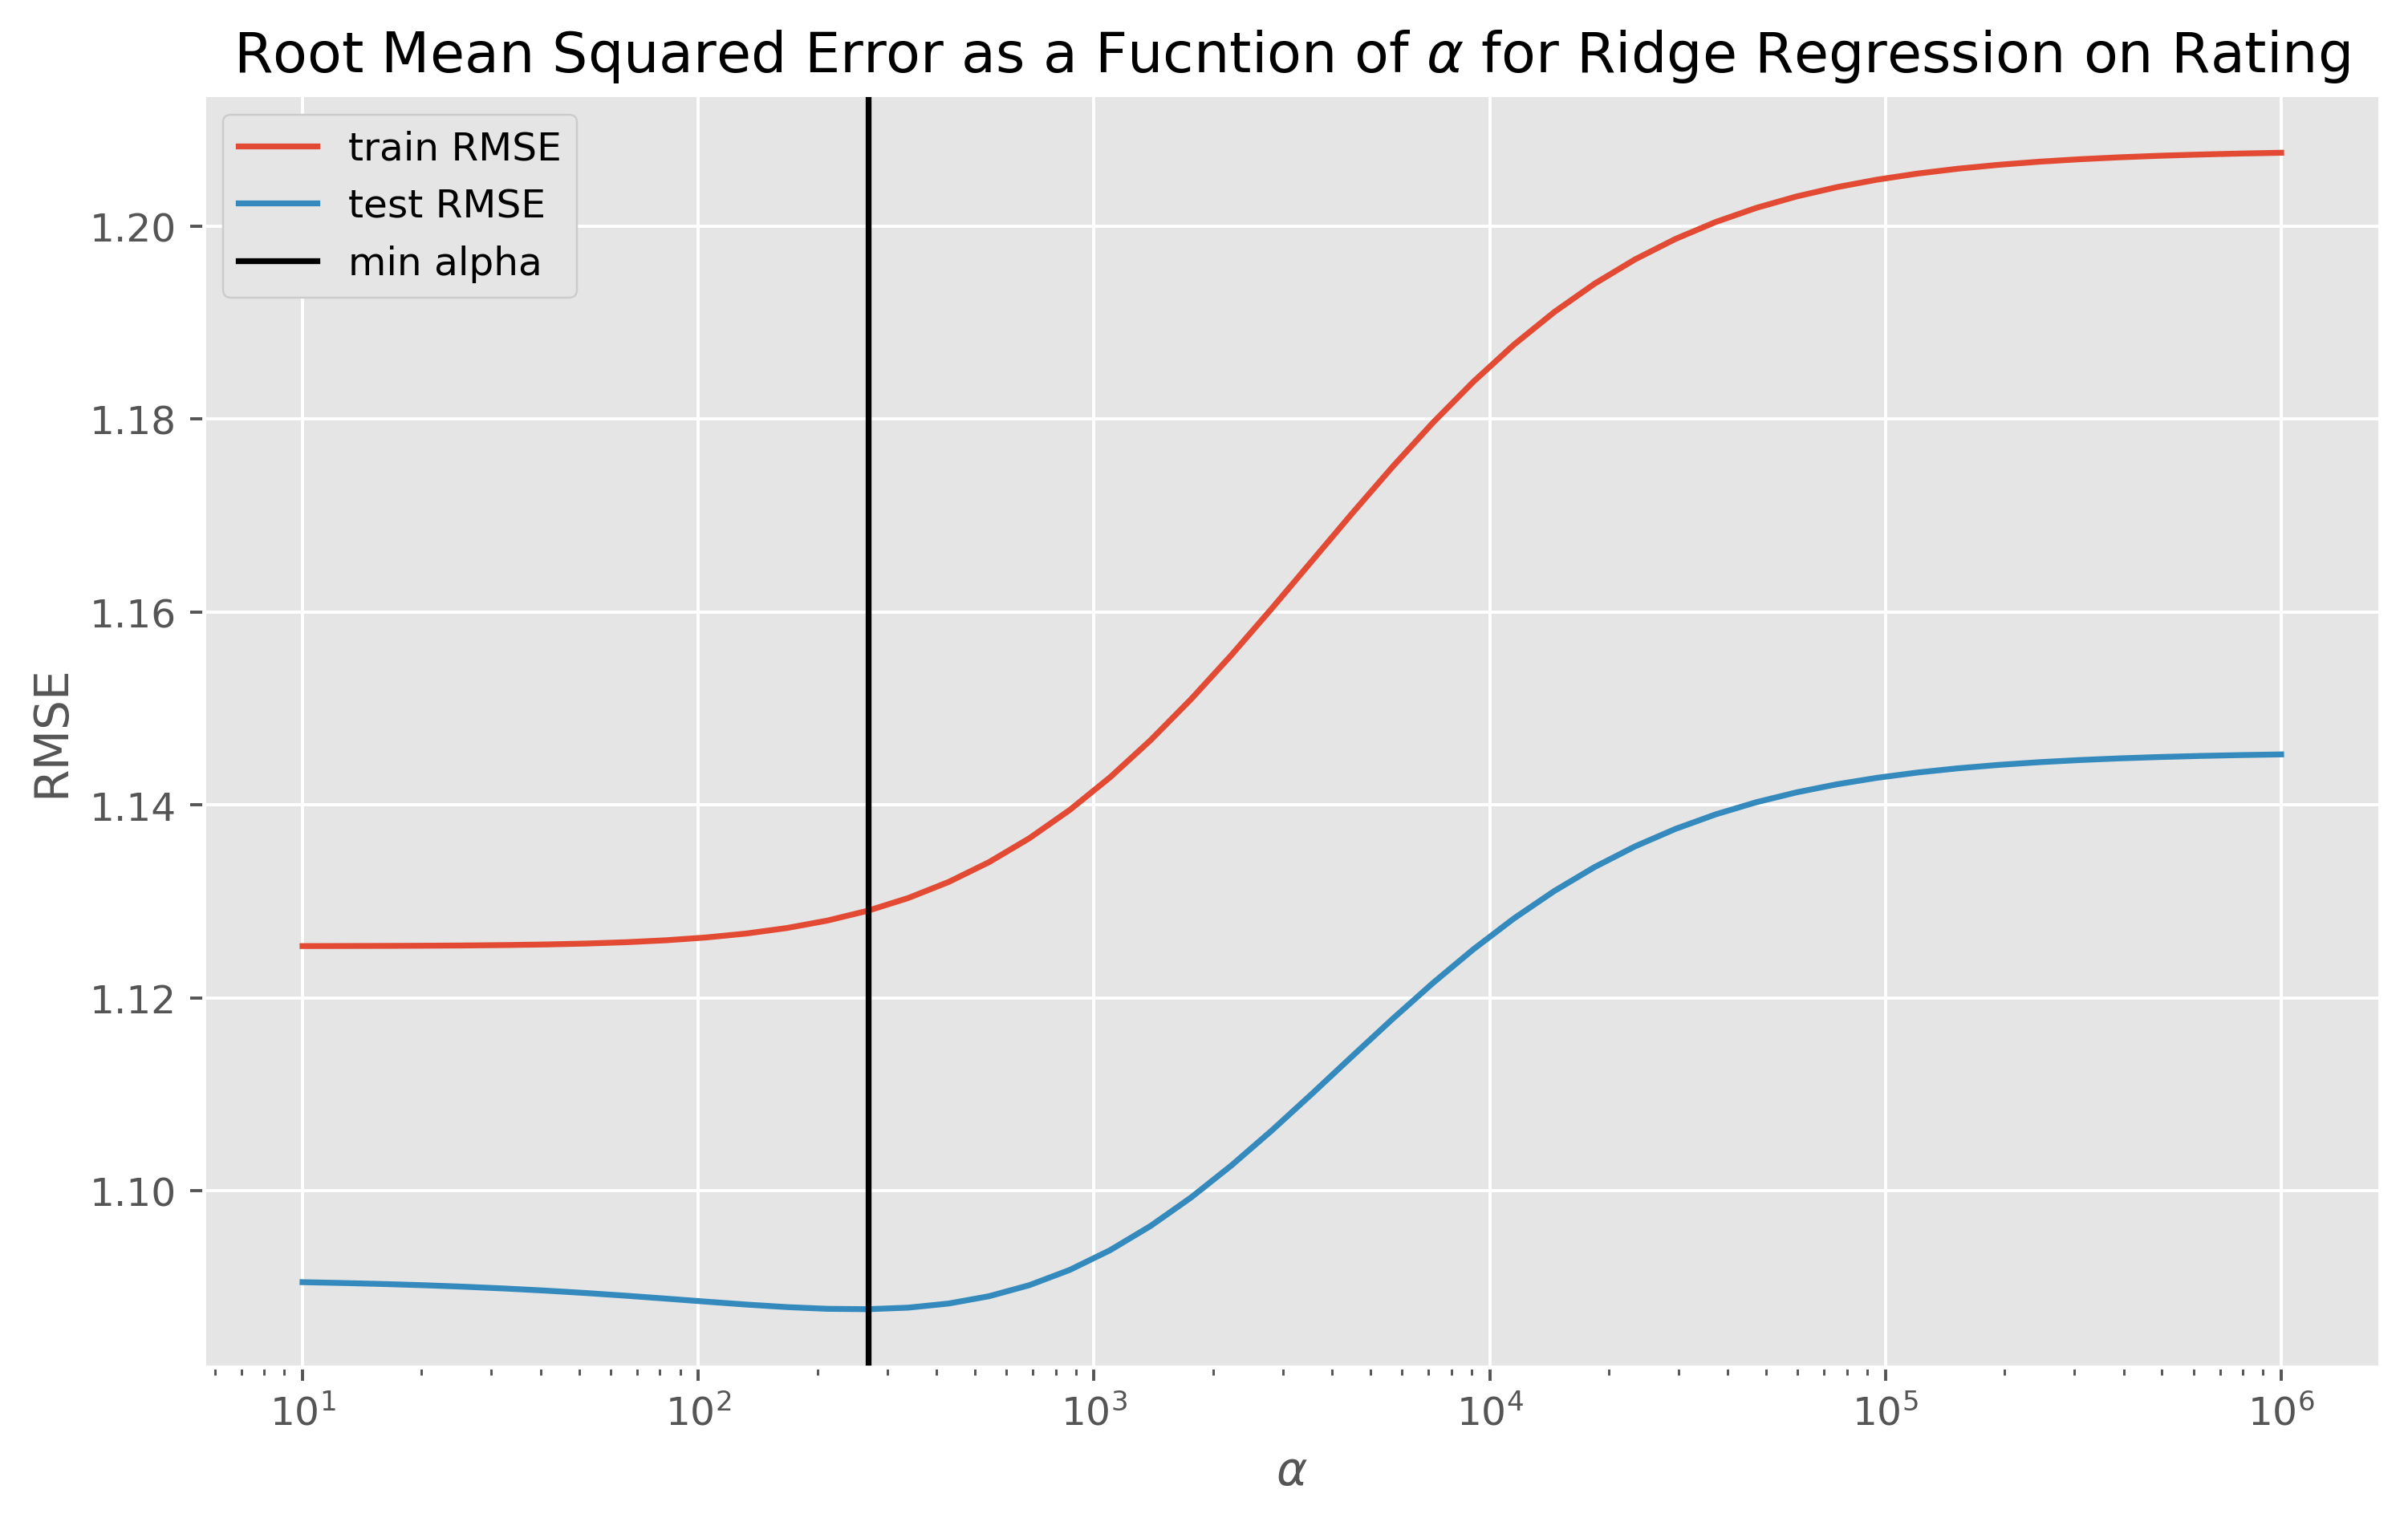 Root Mean Squared Error as a Fucntion of α for Ridge Regression on Rating
train RMSE
test RMSE
min alpha
1.20
1.18
1.16
1.14
1.12
1.10
RMSE
10¹ 10² 10³ 10⁴ 10⁵ 10⁶
α